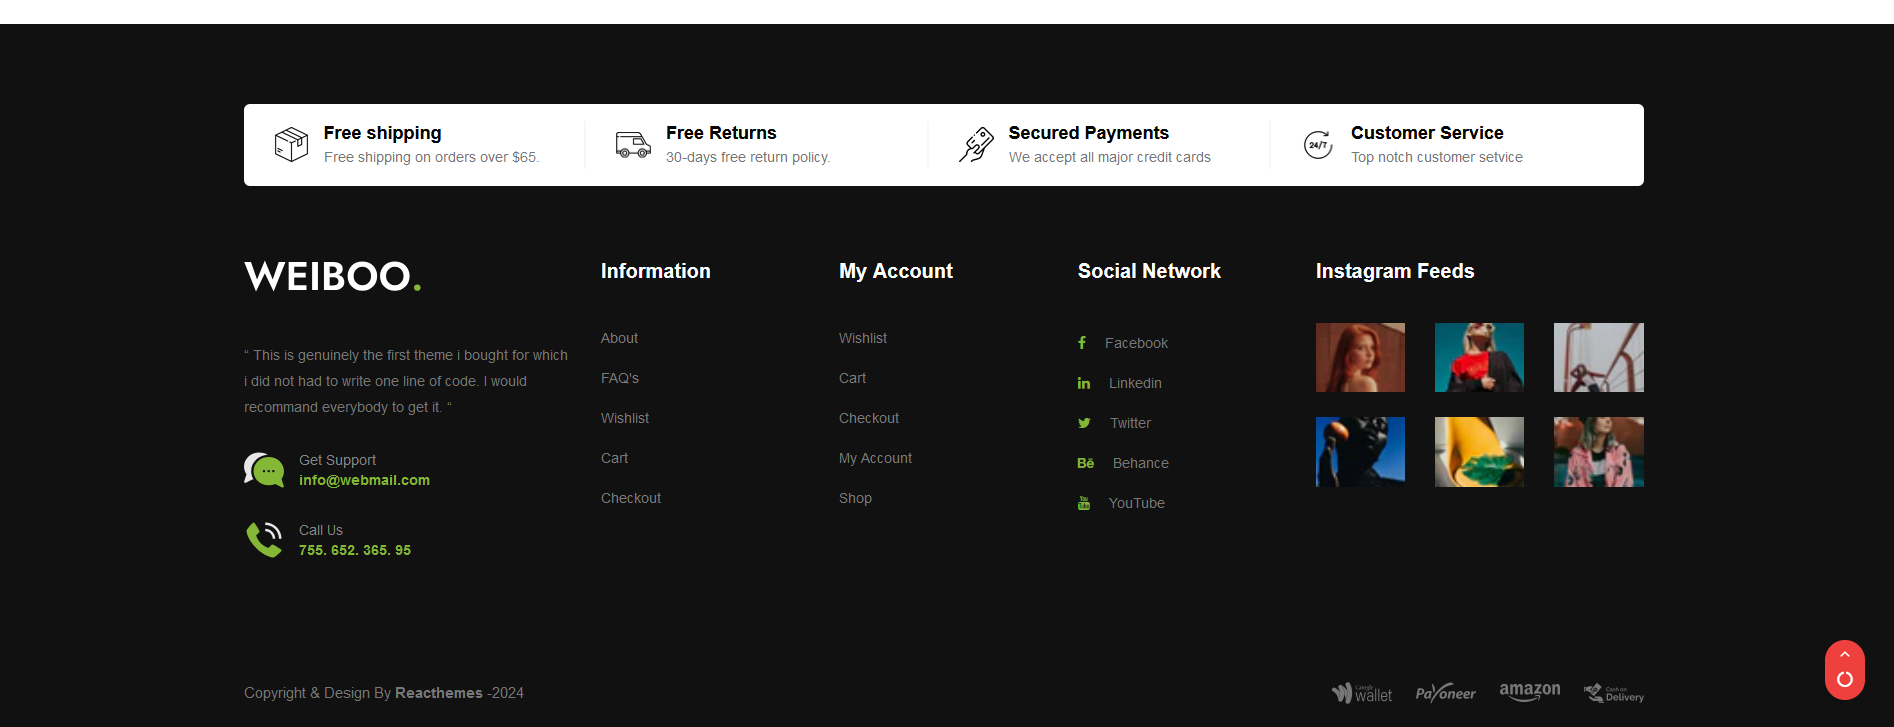 Free shipping
Free shipping on orders over $65.
Free Returns
30-days free return policy.
Secured Payments
We accept all major credit cards
24/7
Customer Service
Top notch customer setvice
WEIBOO.
“ This is genuinely the first theme i bought for which
i did not had to write one line of code. I would
recommand everybody to get it. “
Get Support
info@webmail.com
Call Us
755. 652. 365. 95
Information
About
FAQ's
Wishlist
Cart
Checkout
My Account
Wishlist
Cart
Checkout
My Account
Shop
Social Network
Facebook
in
Linkedin
Twitter
Bē
Behance
You Tube
YouTube
Instagram Feeds
Copyright & Design By Reacthemes -2024
Google
wallet
Payoneer
amazon
Cash on
Delivery